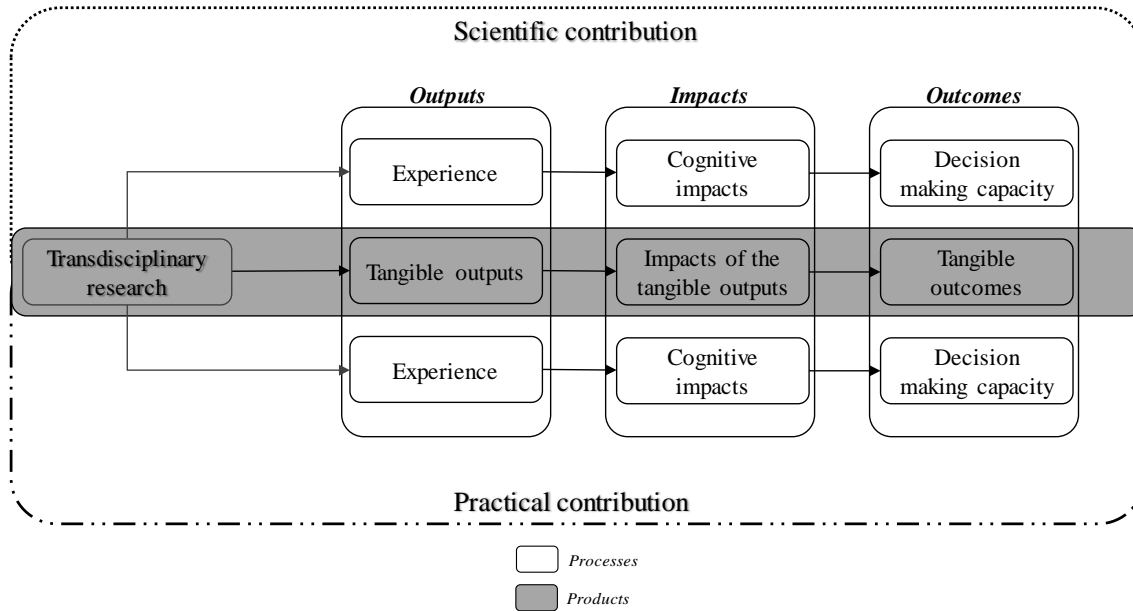 Scientific contribution
Outputs
Impacts
Outcomes
Experience
Cognitive
impacts
Decision
making capacity
Transdisciplinary
research
Tangible outputs
Impacts of the
tangible outputs
Tangible
outcomes
Experience
Cognitive
impacts
Decision
making capacity
Practical contribution
Processes
Products